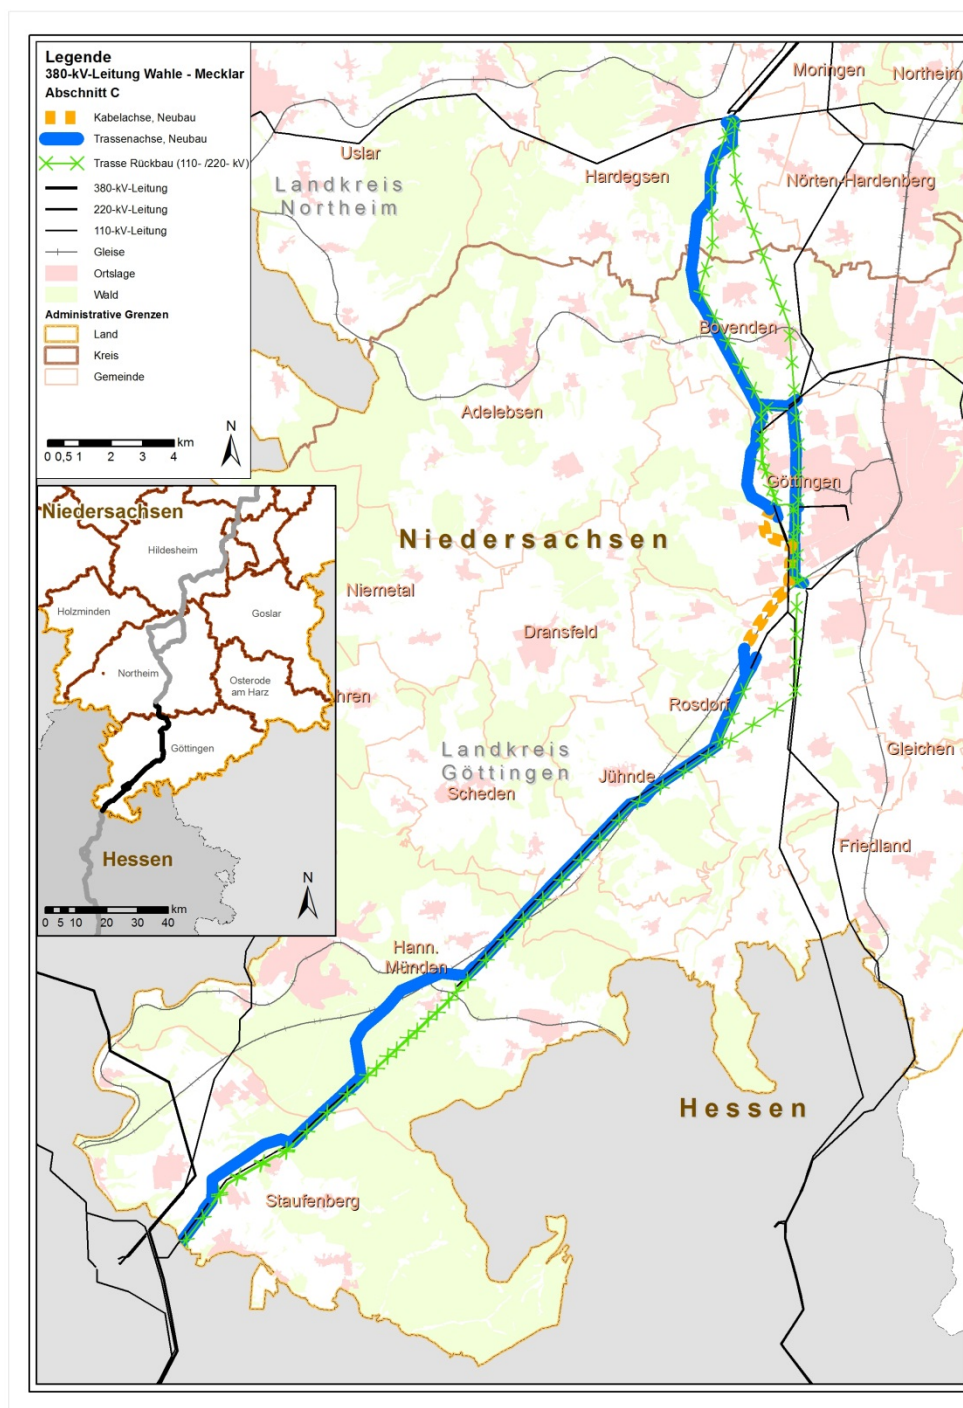 Legende
380-kV-Leitung Wahle - Mecklar
Abschnitt C
Kabelachse, Neubau
Trassenachse, Neubau
Trasse Rückbau (110- /220- kV)
380-kV-Leitung
220-kV-Leitung
110-kV-Leitung
Gleise
Ortslage
Wald
Administrative Grenzen
Land
Kreis
Gemeinde
N
km
0 0,5 1 2 3 4
Moringen
Northeim
Uslar
Hardegsen
Nörten-Hardenberg
Landkreis
Northeim
Bovenden
Adelebsen
Göttingen
Niedersachsen
Niemetal
Dransfeld
hren
Rosdorf
Landkreis
Göttingen
Jühnde
Scheden
Gleichen
Friedland
Hann.
Münden
Hessen
Staufenberg
Niedersachsen
Hildesheim
Holzminden
Goslar
Northeim
Osterode
am Harz
Göttingen
Hessen
N
km
0 5 10 20 30 40